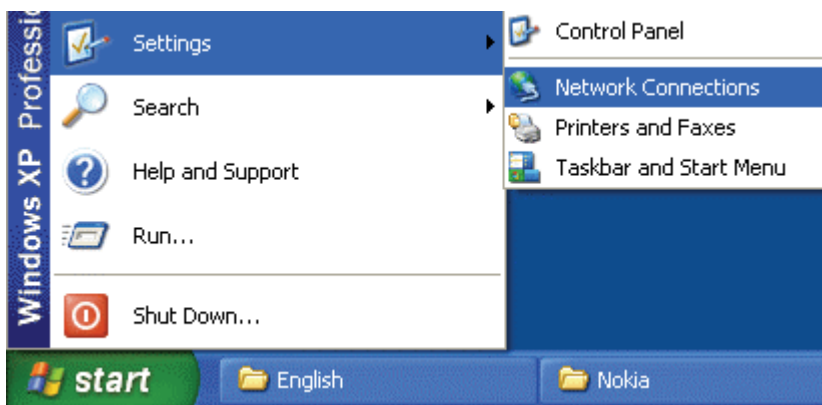 Windows XP Professi
Settings
Search
Help and Support
Run...
Shut Down...
Control Panel
Network Connections
Printers and Faxes
Taskbar and Start Menu
start
English
Nokia